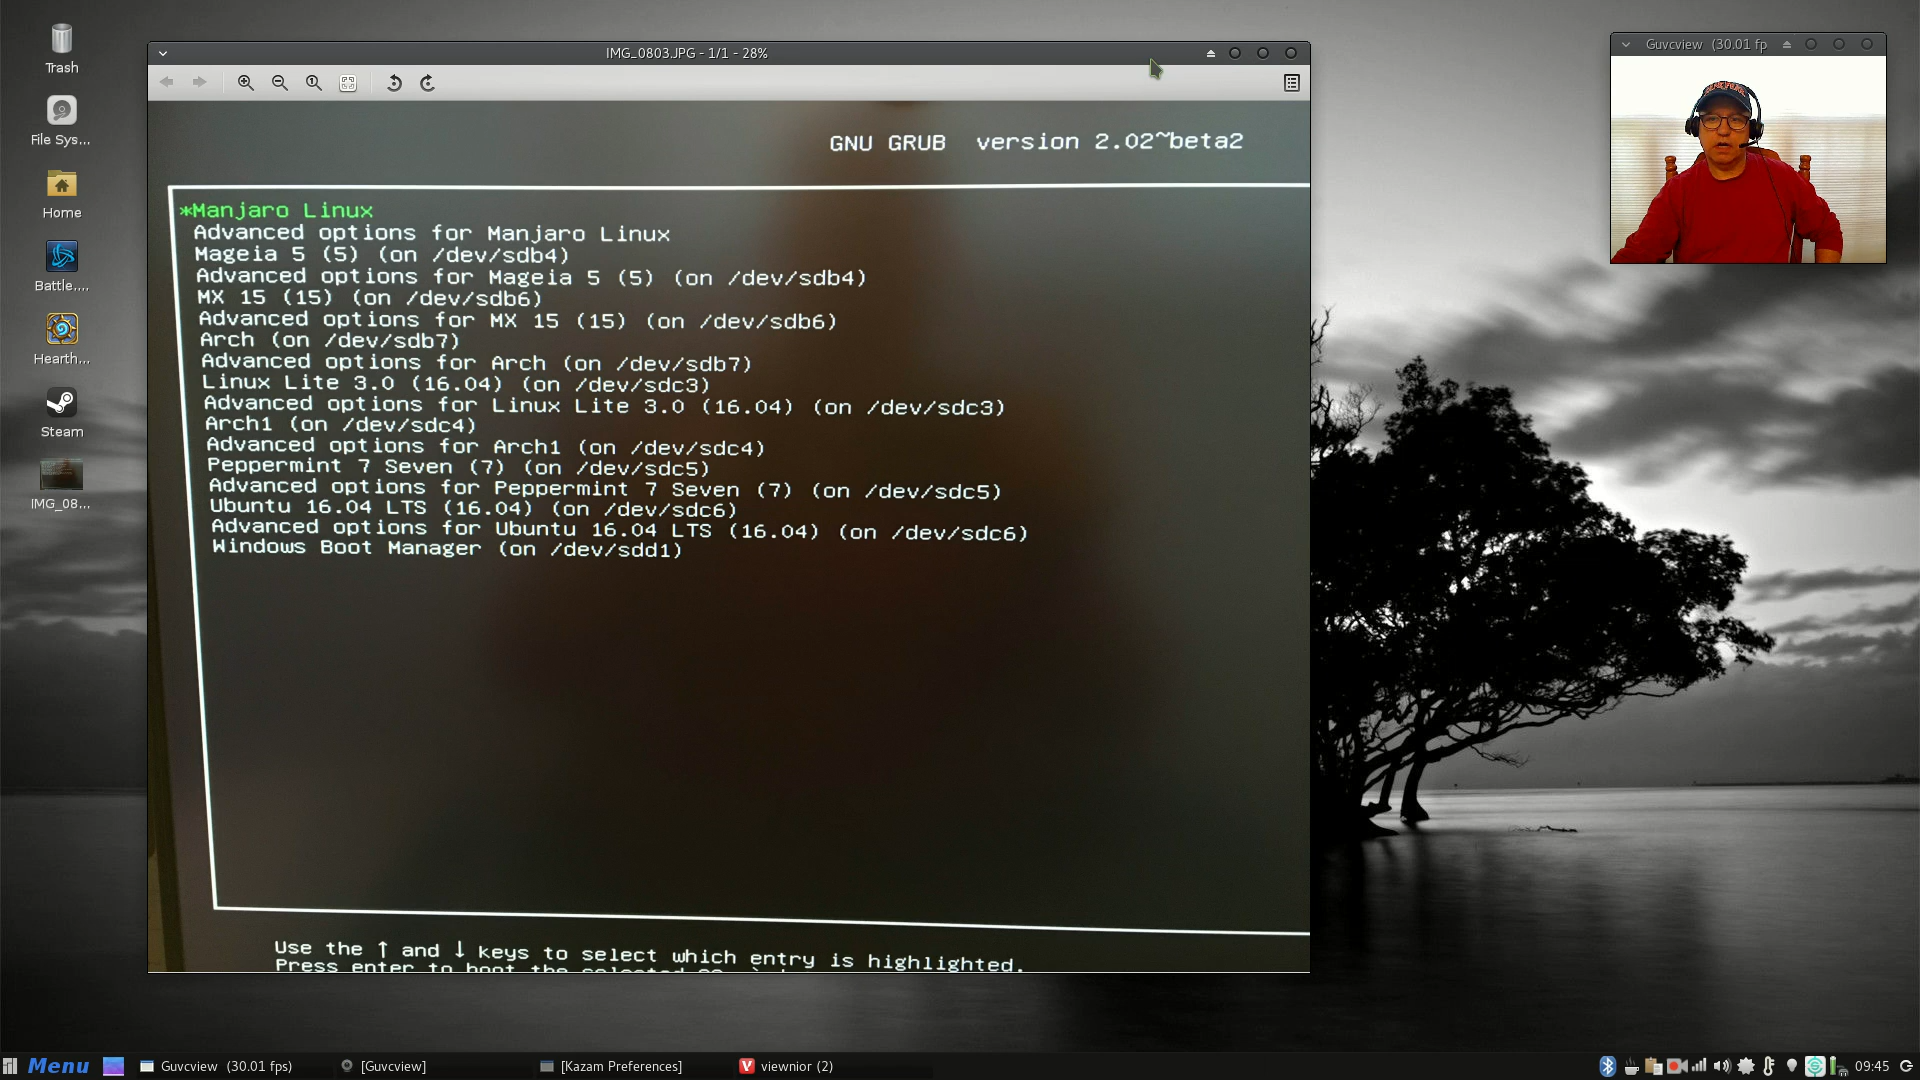 IMG_0803.JPG - 1/1 - 28%
Guvcview (30.01 fp
Trash
File Sys...
Home
Battle....
Hearth...
Steam
IMG_08...
GNU GRUB version 2.02~beta2
*Manjaro Linux
Advanced options for Manjaro Linux
Mageia 5 (5) (on /dev/sdb4)
Advanced options for Mageia 5 (5) (on /dev/sdb4)
MX 15 (15) (on /dev/sdb6)
Advanced options for MX 15 (15) (on /dev/sdb6)
Arch (on /dev/sdb7)
Advanced options for Arch (on /dev/sdb7)
Linux Lite 3.0 (16.04) (on /dev/sdc3)
Advanced options for Linux Lite 3.0 (16.04) (on /dev/sdc3)
Arch1 (on /dev/sdc4)
Advanced options for Arch1 (on /dev/sdc4)
Peppermint 7 Seven (7) (on /dev/sdc5)
Advanced options for Peppermint 7 Seven (7) (on /dev/sdc5)
Ubuntu 16.04 LTS (16.04) (on /dev/sdc6)
Advanced options for Ubuntu 16.04 LTS (16.04) (on /dev/sdc6)
Windows Boot Manager (on /dev/sdd1)
Use the ↑ and ↓ keys to select which entry is highlighted.
Press enter to boot the selected
Menu
Guvcview (30.01 fps)
[Guvcview]
[Kazam Preferences]
viewnior (2)
09:45